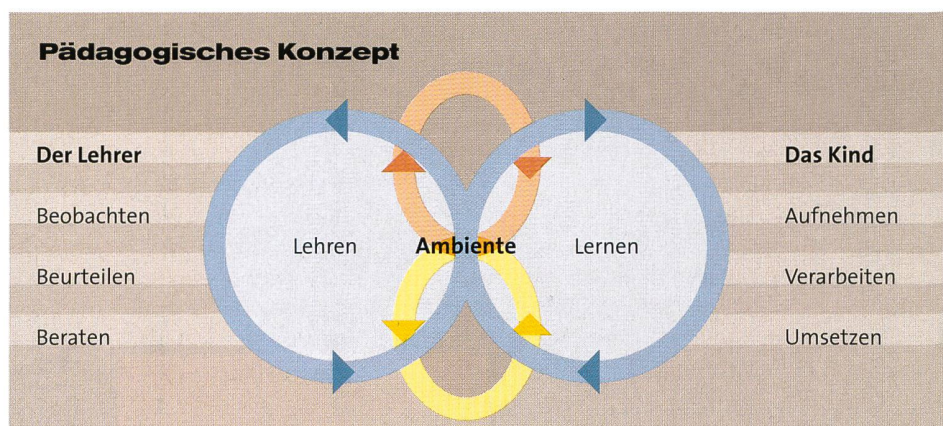 Pädagogisches Konzept
Der Lehrer
Beobachten
Beurteilen
Beraten
Lehren
Ambiente
Lernen
Das Kind
Aufnehmen
Verarbeiten
Umsetzen